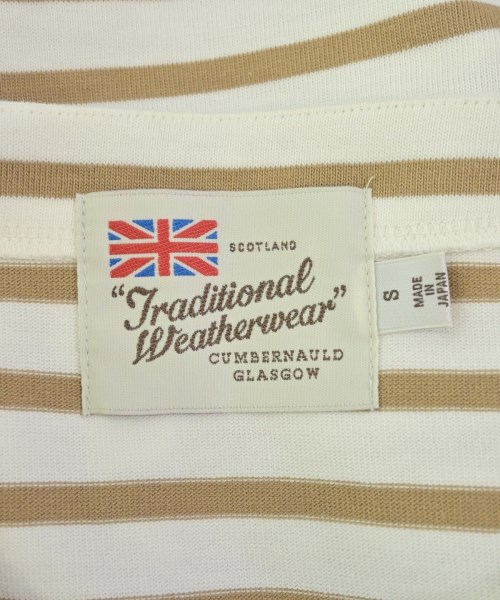 SCOTLAND
"Traditional
Weatherwear"
CUMBERNAULD
GLASGOW
S
MADE
IN
JAPAN